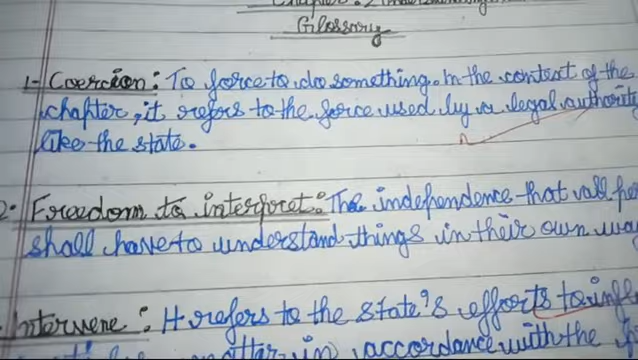 Glossary
1- Coercion: To force to do something. In the context of the
chapter, it refers to the force used by a legal authority
like the state.
2. Freedom to interpret: The independence that all
shall have to understand things in their own way
Intervene: It refers to the state's efforts to
matter in accordance with the